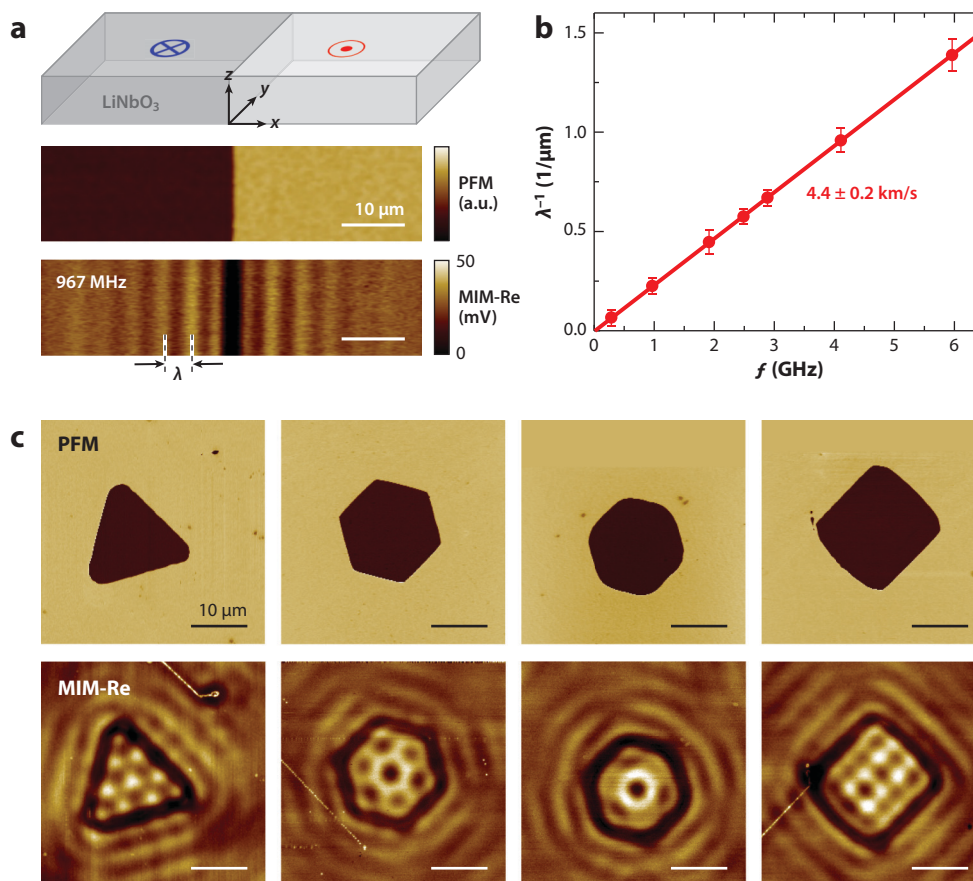 a
LiNbO₃
z
y
x
PFM
(a.u.)
10 µm
967 MHz
50
MIM-Re
(mV)
0
λ
b
1.5
1.0
0.5
0.0
λ⁻¹ (1/µm)
4.4 ± 0.2 km/s
0 1 2 3 4 5 6
f (GHz)
c
PFM
10 µm
MIM-Re